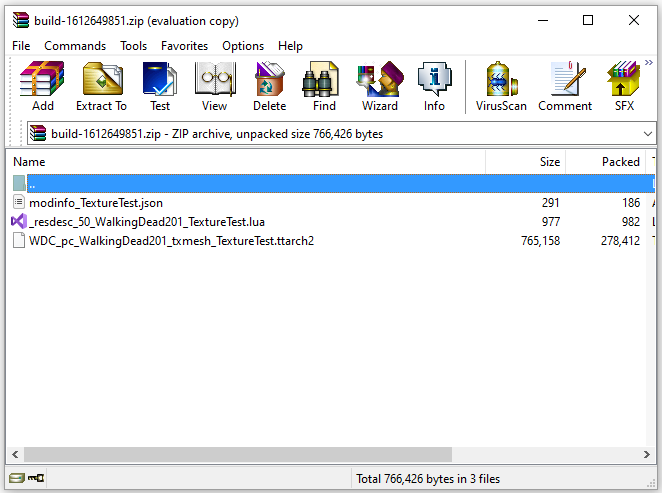 build-1612649851.zip (evaluation copy)
File Commands Tools Favorites Options Help
Add Extract To Test View Delete Find Wizard Info VirusScan Comment SFX
build-1612649851.zip - ZIP archive, unpacked size 766,426 bytes
Name Size Packed
..
modinfo_TextureTest.json 291 186
_resdesc_50_WalkingDead201_TextureTest.lua 977 982
WDC_pc_WalkingDead201_txmesh_TextureTest.ttarch2 765,158 278,412
Total 766,426 bytes in 3 files